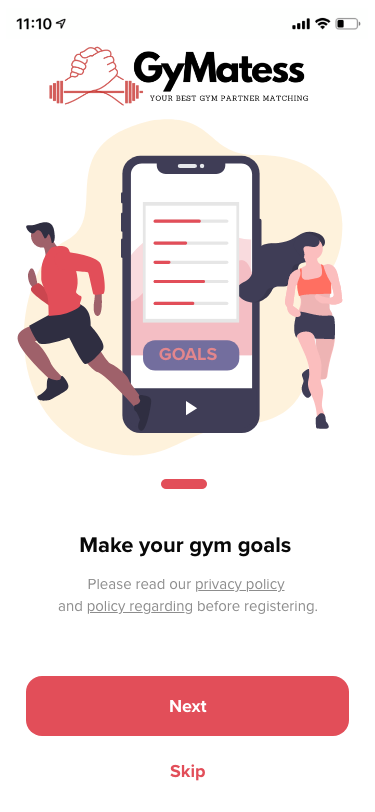 11:10
GyMatess
YOUR BEST GYM PARTNER MATCHING
GOALS
Make your gym goals
Please read our privacy policy
and policy regarding before registering.
Next
Skip